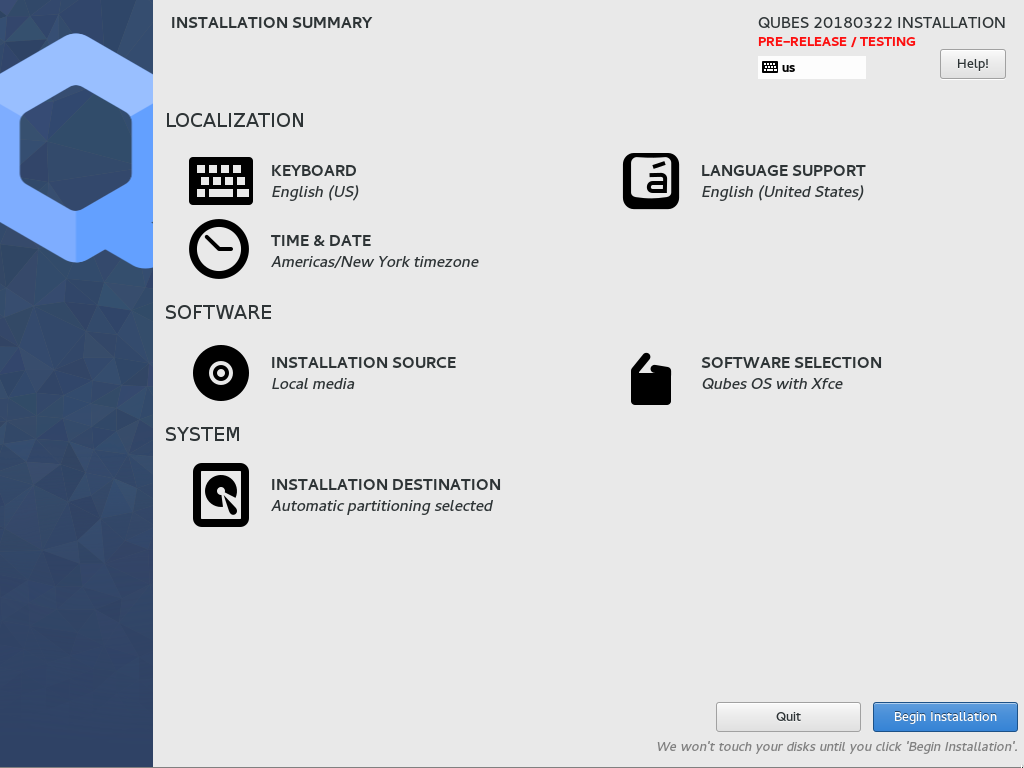 INSTALLATION SUMMARY
QUBES 20180322 INSTALLATION
PRE-RELEASE / TESTING
us
Help!
LOCALIZATION
KEYBOARD
English (US)
LANGUAGE SUPPORT
English (United States)
TIME & DATE
Americas/New York timezone
SOFTWARE
INSTALLATION SOURCE
Local media
SOFTWARE SELECTION
Qubes OS with Xfce
SYSTEM
INSTALLATION DESTINATION
Automatic partitioning selected
Quit
Begin Installation
We won't touch your disks until you click 'Begin Installation'.